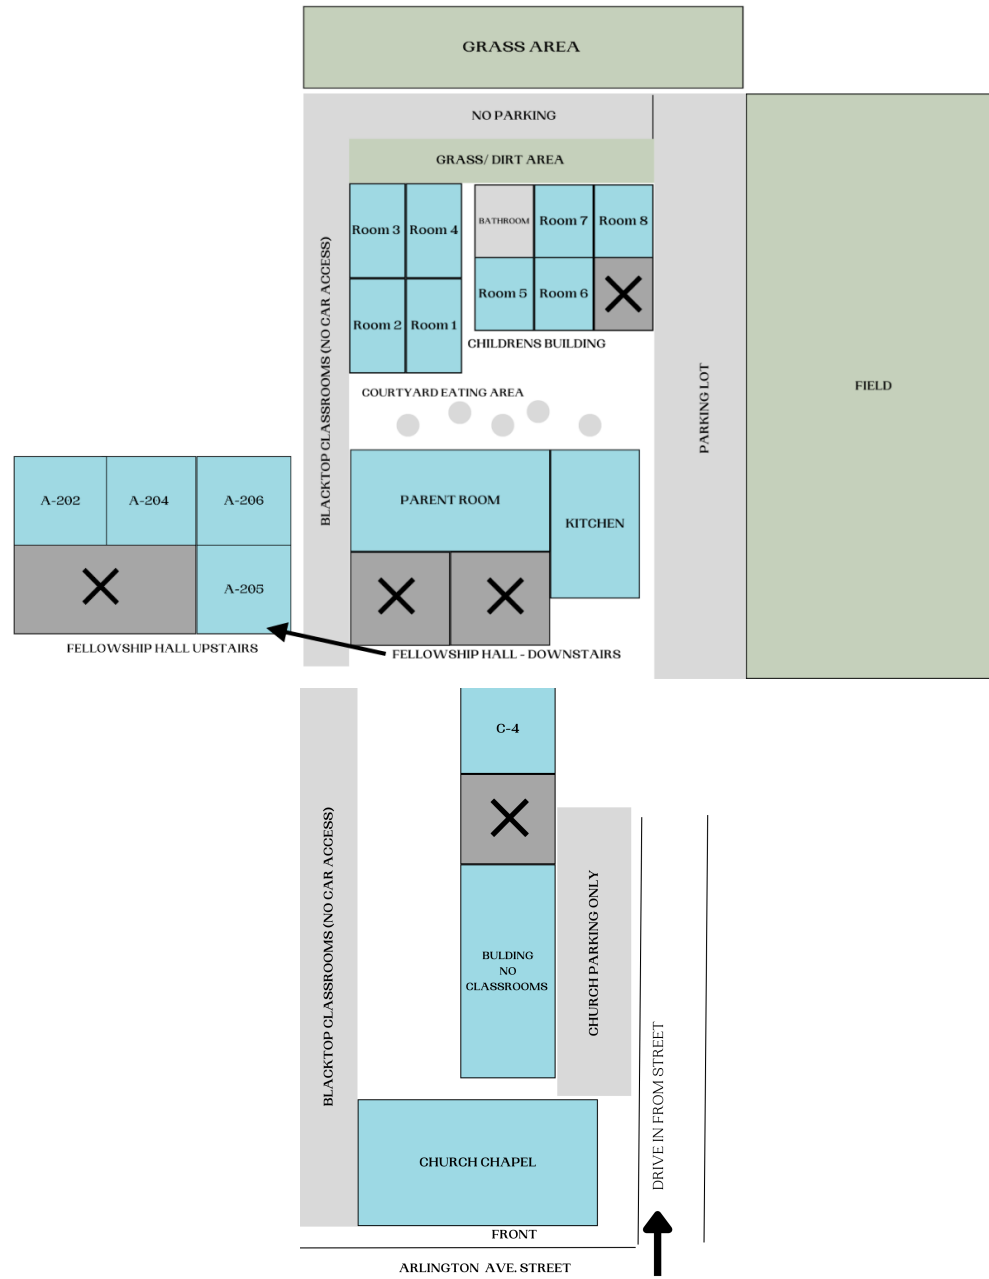 GRASS AREA
NO PARKING
GRASS/ DIRT AREA
Room 3
Room 4
BATHROOM
Room 7
Room 8
Room 2
Room 1
Room 5
Room 6
CHILDRENS BUILDING
COURTYARD EATING AREA
BLACKTOP CLASSROOMS (NO CAR ACCESS)
PARKING LOT
FIELD
A-202
A-204
A-206
A-205
FELLOWSHIP HALL UPSTAIRS
PARENT ROOM
KITCHEN
FELLOWSHIP HALL - DOWNSTAIRS
C-4
BLACKTOP CLASSROOMS (NO CAR ACCESS)
BULDING
NO
CLASSROOMS
CHURCH PARKING ONLY
DRIVE IN FROM STREET
CHURCH CHAPEL
FRONT
ARLINGTON AVE. STREET